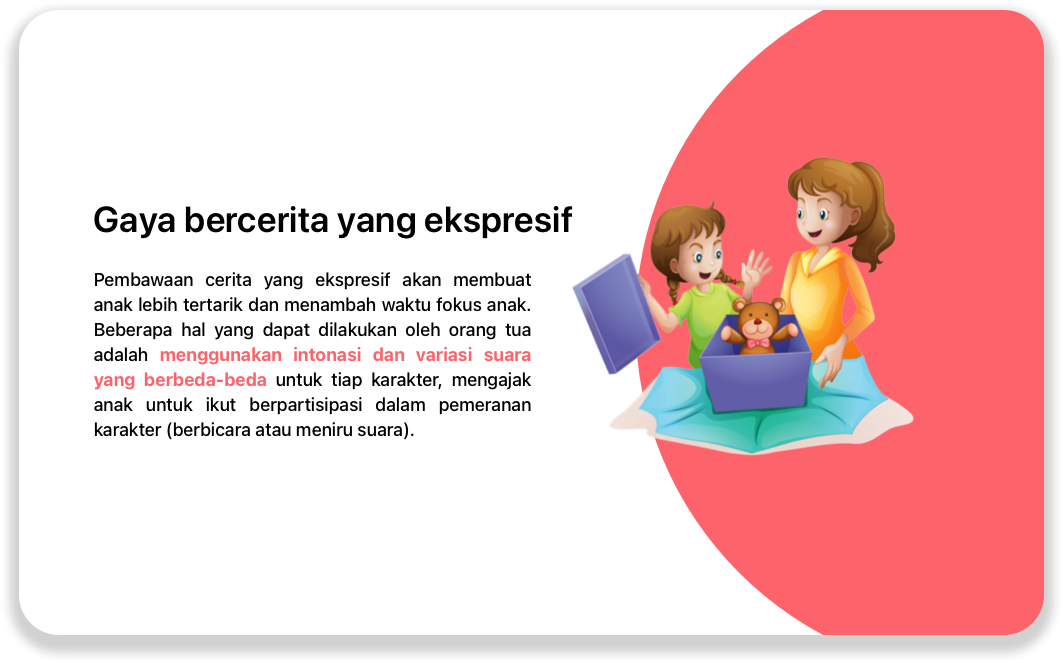 Gaya bercerita yang ekspresif
Pembawaan cerita yang ekspresif akan membuat
anak lebih tertarik dan menambah waktu fokus anak.
Beberapa hal yang dapat dilakukan oleh orang tua
adalah menggunakan intonasi dan variasi suara
yang berbeda-beda untuk tiap karakter, mengajak
anak untuk ikut berpartisipasi dalam pemeranan
karakter (berbicara atau meniru suara).